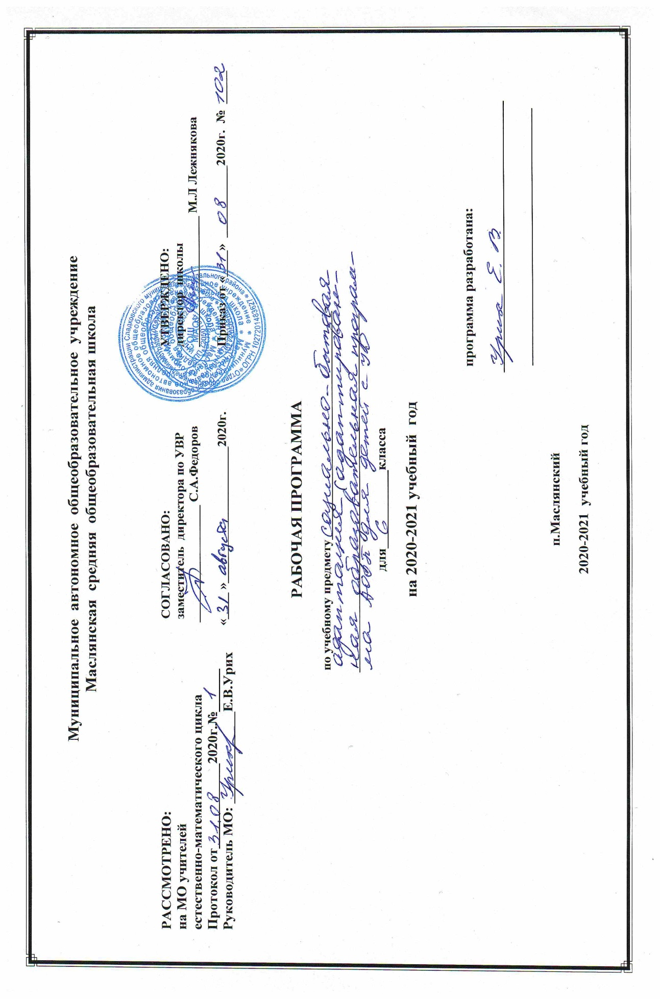 Муниципальное автономное общеобразовательное учреждение
Маслянская средняя общеобразовательная школа
РАССМОТРЕНО:
на МО учителей
естественно-математического цикла
Протокол от 31.08 2020г.№ 1
Руководитель МО: Урих Е.В.Урих
СОГЛАСОВАНО:
заместитель директора по УВР
С.А.Федоров
« 31 » августа 2020г.
УТВЕРЖДЕНО:
директор школы
М.Л Лежнякова
Приказ от « 31 » 08 2020г. № 102
ОГРН 1027201483627
РАБОЧАЯ ПРОГРАММА
по учебному предмету социально-бытовая
адаптация (адаптирован-
ная образовательная програм-
ма для детей с УО
для 6 класса
на 2020-2021 учебный год
программа разработана:
Урих Е. В.
п.Маслянский
2020-2021 учебный год